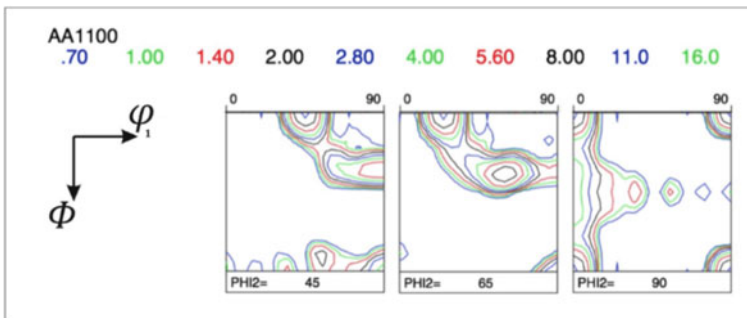 AA1100
.70 1.00 1.40 2.00 2.80 4.00 5.60 8.00 11.0 16.0
0 90 0 90 0 90
φ₁
Φ
PHI2= 45 PHI2= 65 PHI2= 90